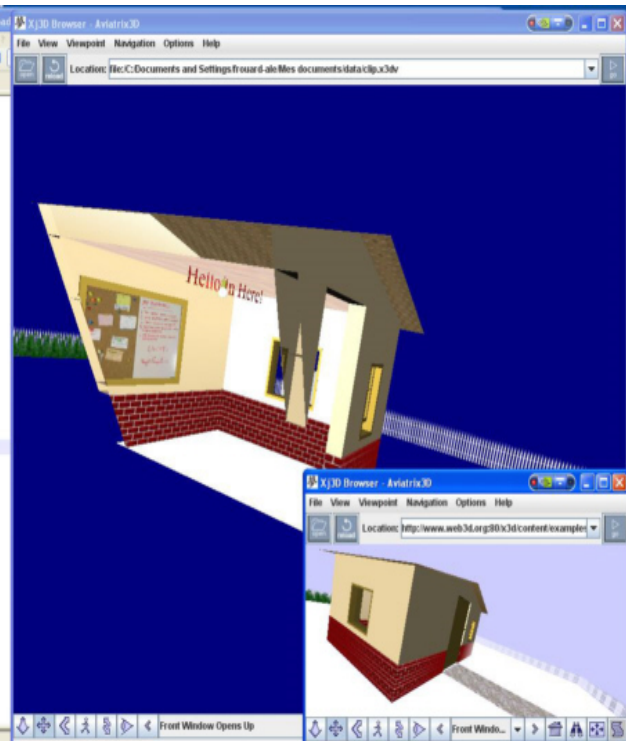 Xj3D Browser - Aviatrix3D
File View Viewpoint Navigation Options Help
Location: file:C:Documents and Settings frouard-ale Mes documents/data/clip.x3dv
Hello in Here!
Xj3D Browser - Aviatrix3D
File View Viewpoint Navigation Options Help
Location: http://www.web3d.org:80/x3d/content/examples
Front Window Opens Up
Front Windo...